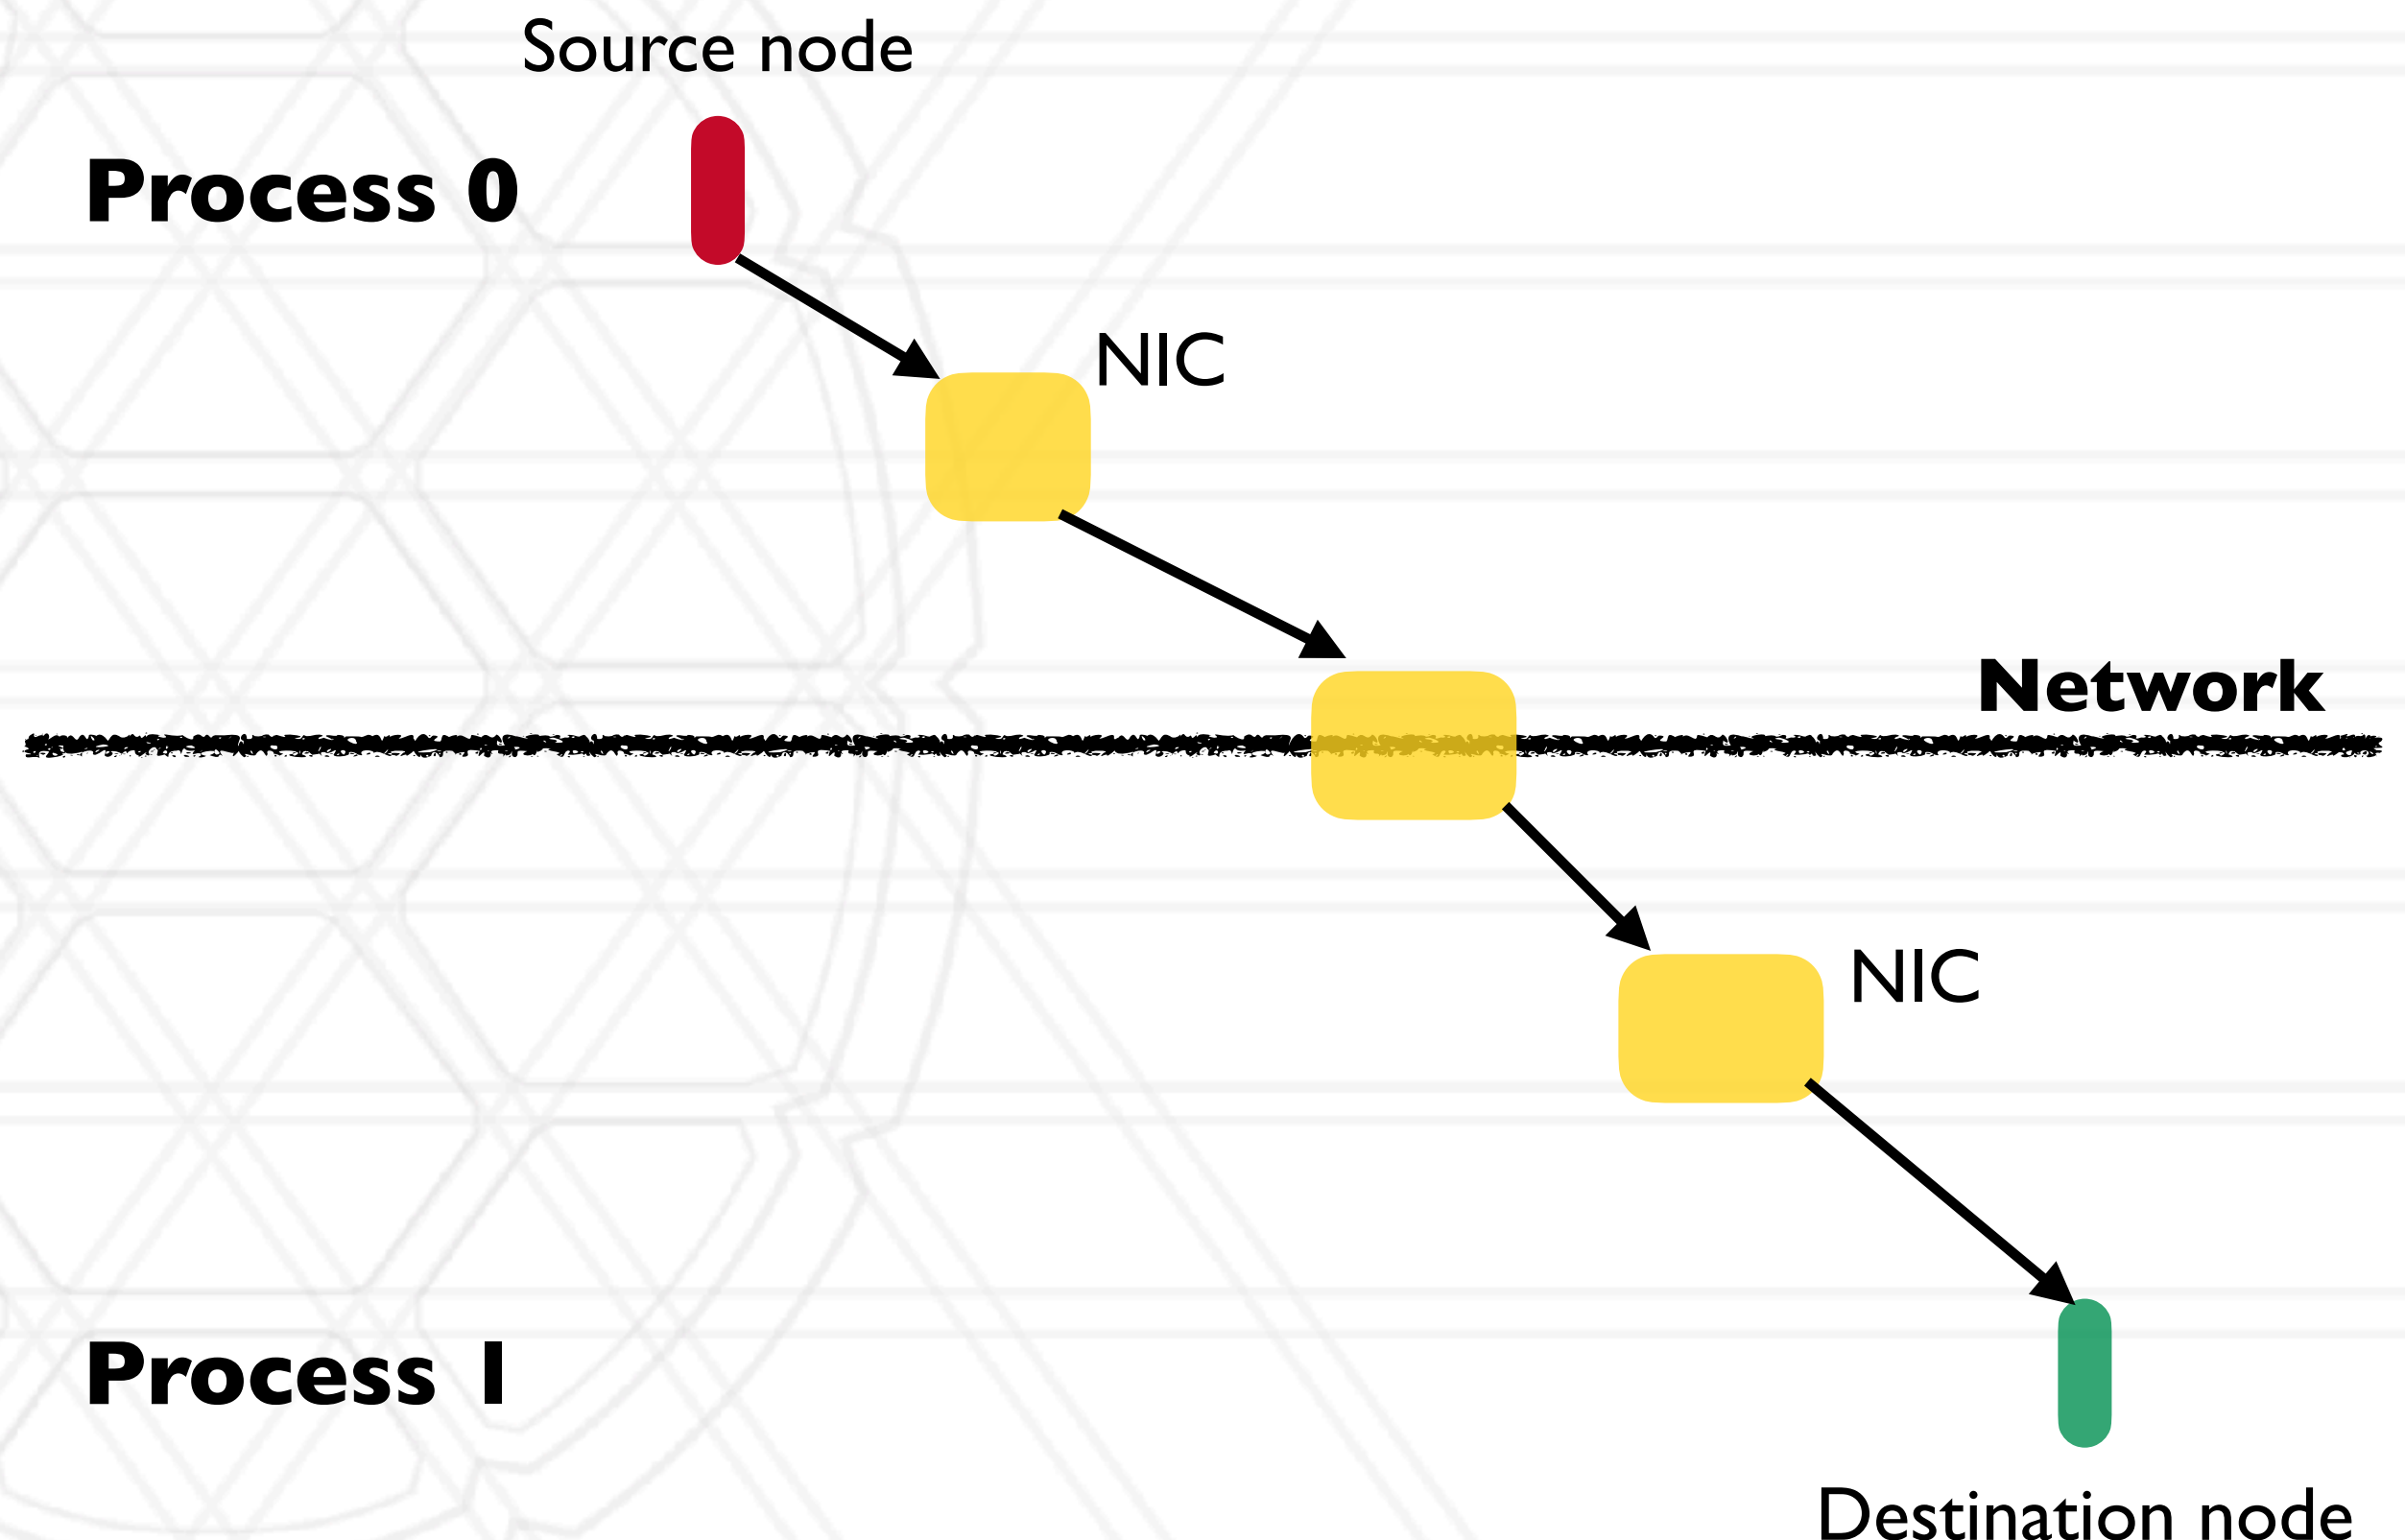 Source node
Process 0
NIC
Network
NIC
Process 1
Destination node